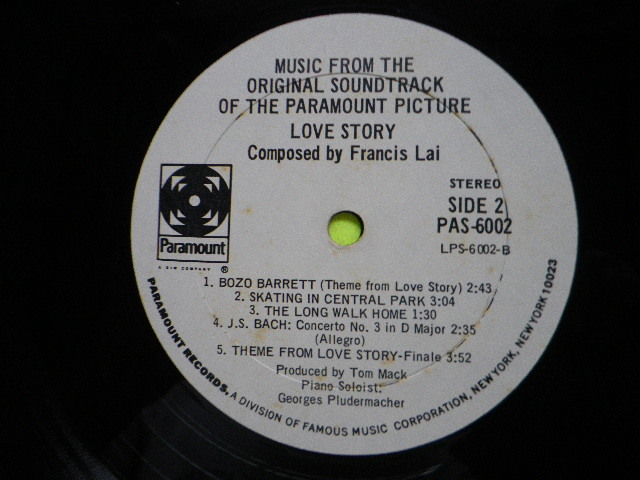 MUSIC FROM THE
ORIGINAL SOUNDTRACK
OF THE PARAMOUNT PICTURE
LOVE STORY
Composed by Francis Lai
STEREO
SIDE 2
PAS-6002
LPS-6002-B
Paramount
A G+W COMPANY ®
1. BOZO BARRETT (Theme from Love Story) 2:43
2. SKATING IN CENTRAL PARK 3:04
3. THE LONG WALK HOME 1:30
4. J.S. BACH: Concerto No. 3 in D Major 2:35
(Allegro)
5. THEME FROM LOVE STORY-Finale 3:52
Produced by Tom Mack
Piano Soloist:
Georges Pludermacher
PARAMOUNT RECORDS, A DIVISION OF FAMOUS MUSIC CORPORATION, NEW YORK, NEW YORK 10023